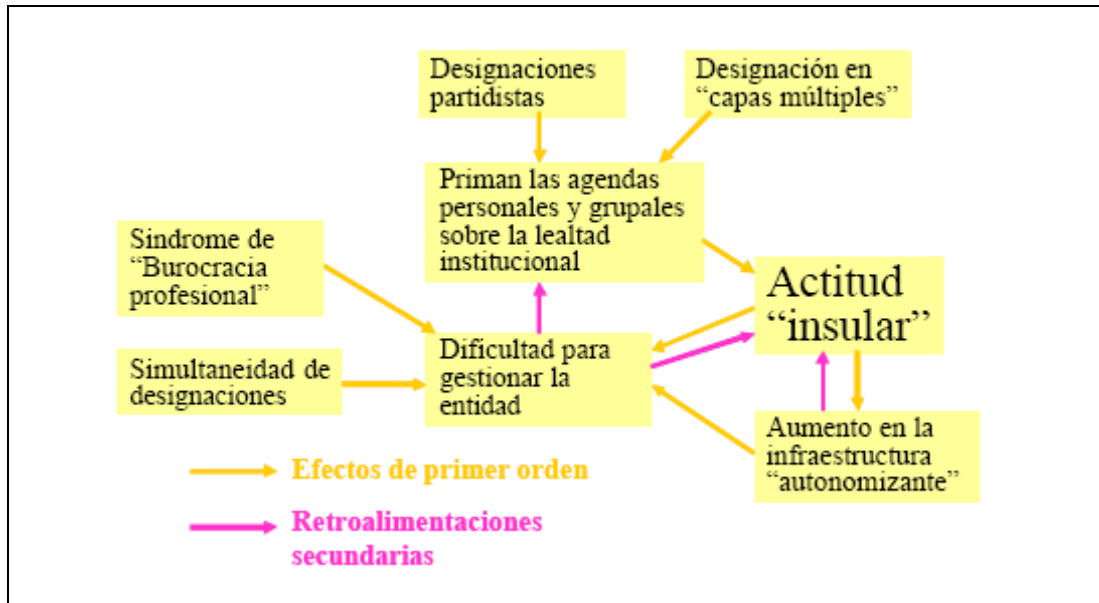 Designaciones
partidistas
Designación en
“capas múltiples”
Priman las agendas
personales y grupales
sobre la lealtad
institucional
Sindrome de
“Burocracia
profesional”
Actitud
“insular”
Dificultad para
gestionar la
entidad
Simultaneidad de
designaciones
Aumento en la
infraestructura
“autonomizante”
Efectos de primer orden
Retroalimentaciones
secundarias